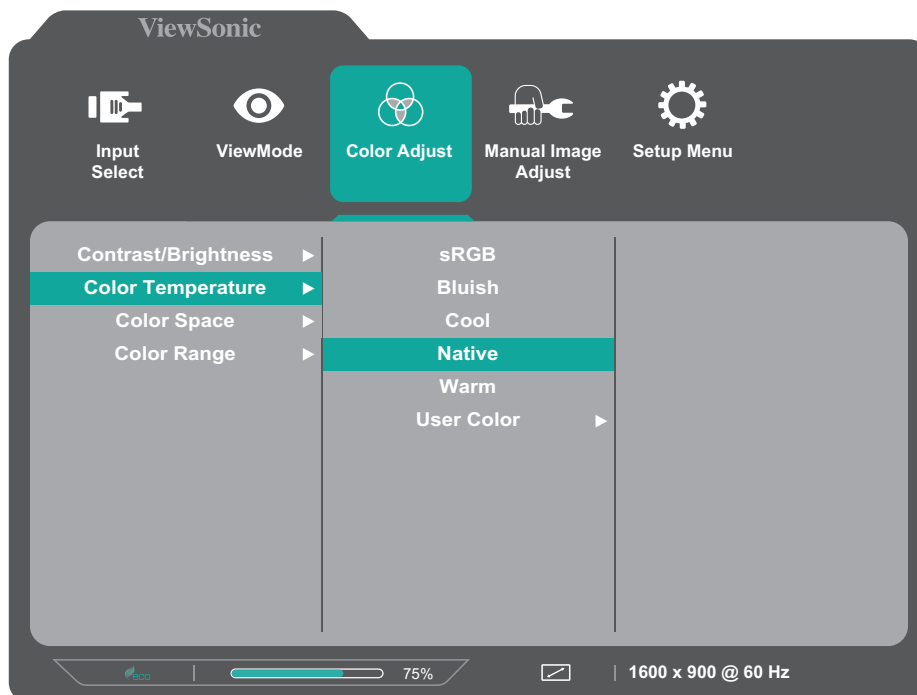 ViewSonic
Input
Select
ViewMode
Color Adjust
Manual Image
Adjust
Setup Menu
Contrast/Brightness
Color Temperature
Color Space
Color Range
sRGB
Bluish
Cool
Native
Warm
User Color
eco
75%
1600 x 900 @ 60 Hz